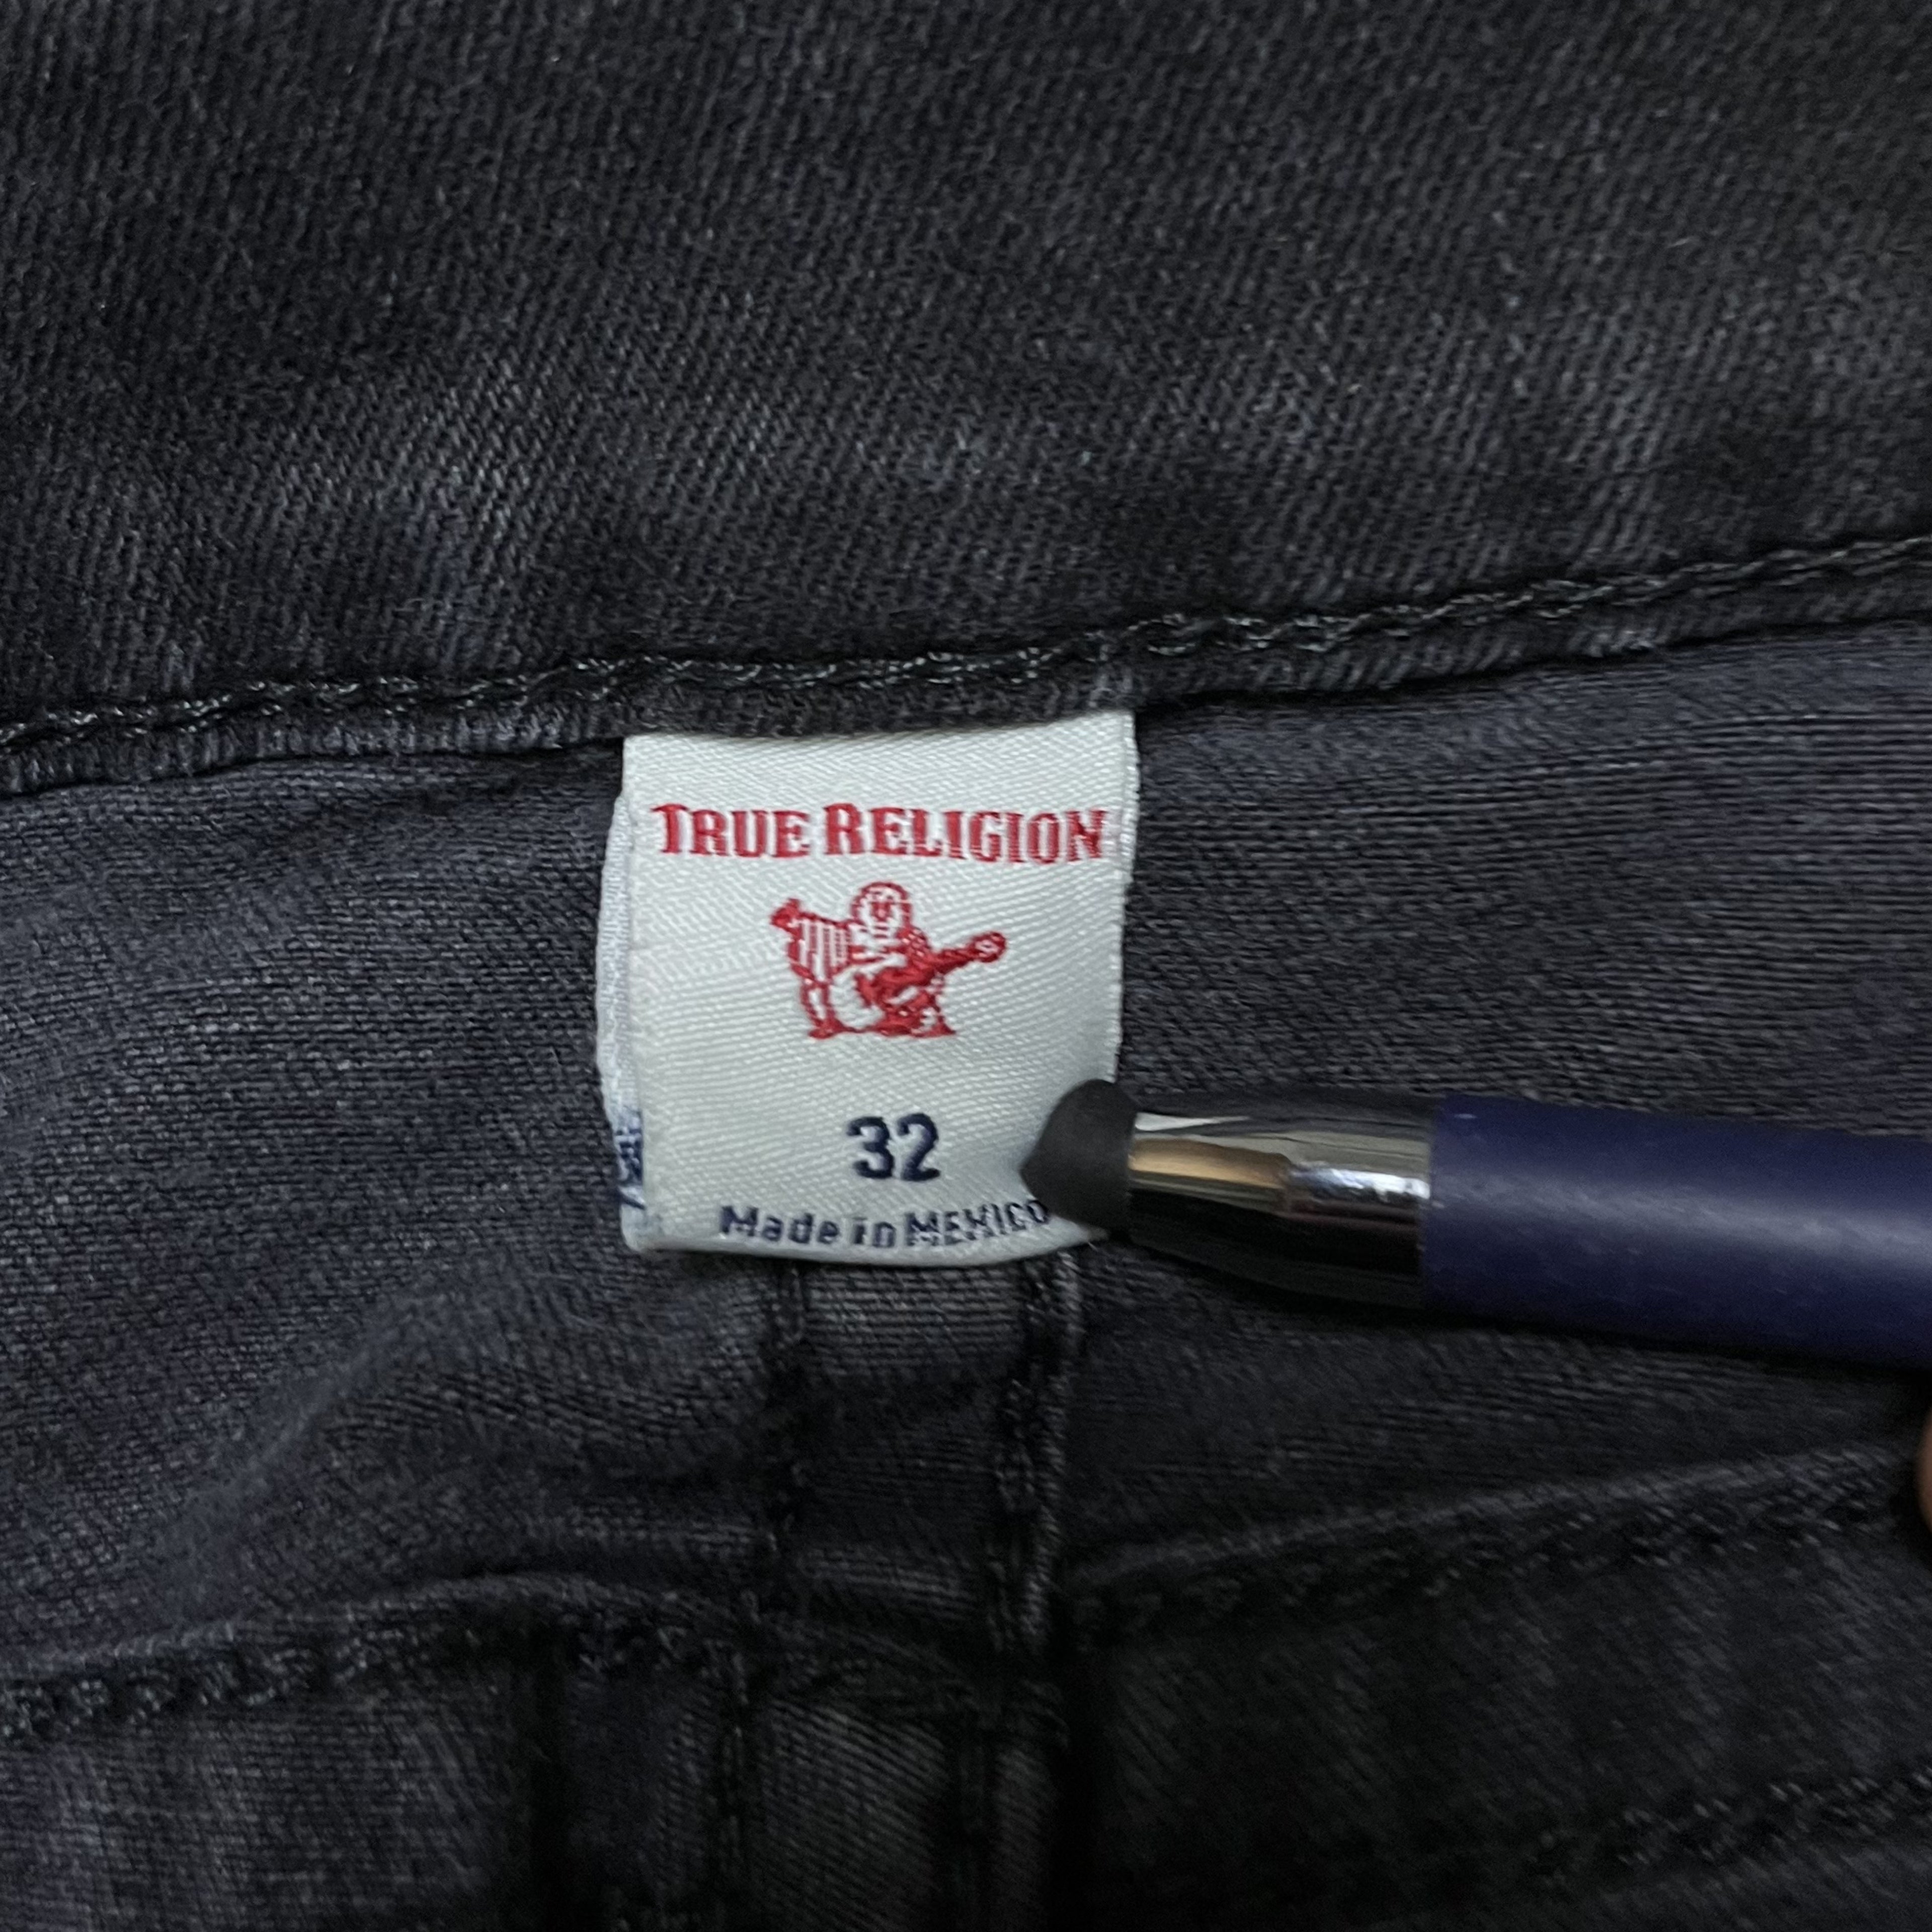 TRUE RELIGION
32
Made in MEXICO